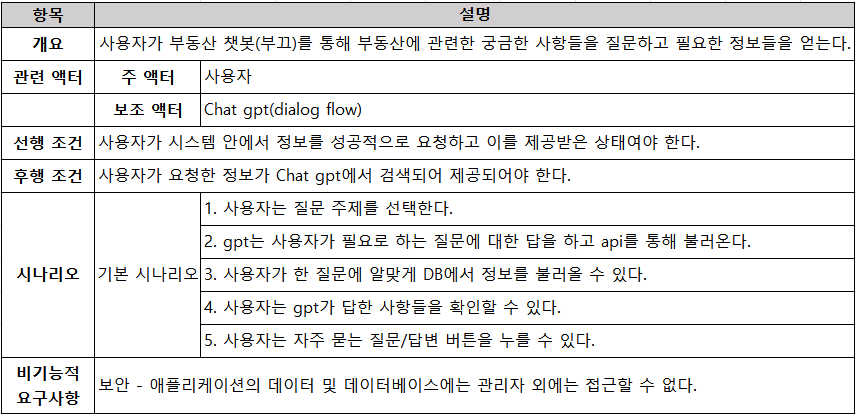 항목 설명
개요 사용자가 부동산 챗봇(부끄)를 통해 부동산에 관련한 궁금한 사항들을 질문하고 필요한 정보들을 얻는다.
관련 액터 주 액터 사용자
보조 액터 Chat gpt(dialog flow)
선행 조건 사용자가 시스템 안에서 정보를 성공적으로 요청하고 이를 제공받은 상태여야 한다.
후행 조건 사용자가 요청한 정보가 Chat gpt에서 검색되어 제공되어야 한다.
1. 사용자는 질문 주제를 선택한다.
2. gpt는 사용자가 필요로 하는 질문에 대한 답을 하고 api를 통해 불러온다.
시나리오 기본 시나리오 3. 사용자가 한 질문에 알맞게 DB에서 정보를 불러올 수 있다.
4. 사용자는 gpt가 답한 사항들을 확인할 수 있다.
5. 사용자는 자주 묻는 질문/답변 버튼을 누를 수 있다.
비기능적
요구사항 보안 - 애플리케이션의 데이터 및 데이터베이스에는 관리자 외에는 접근할 수 없다.